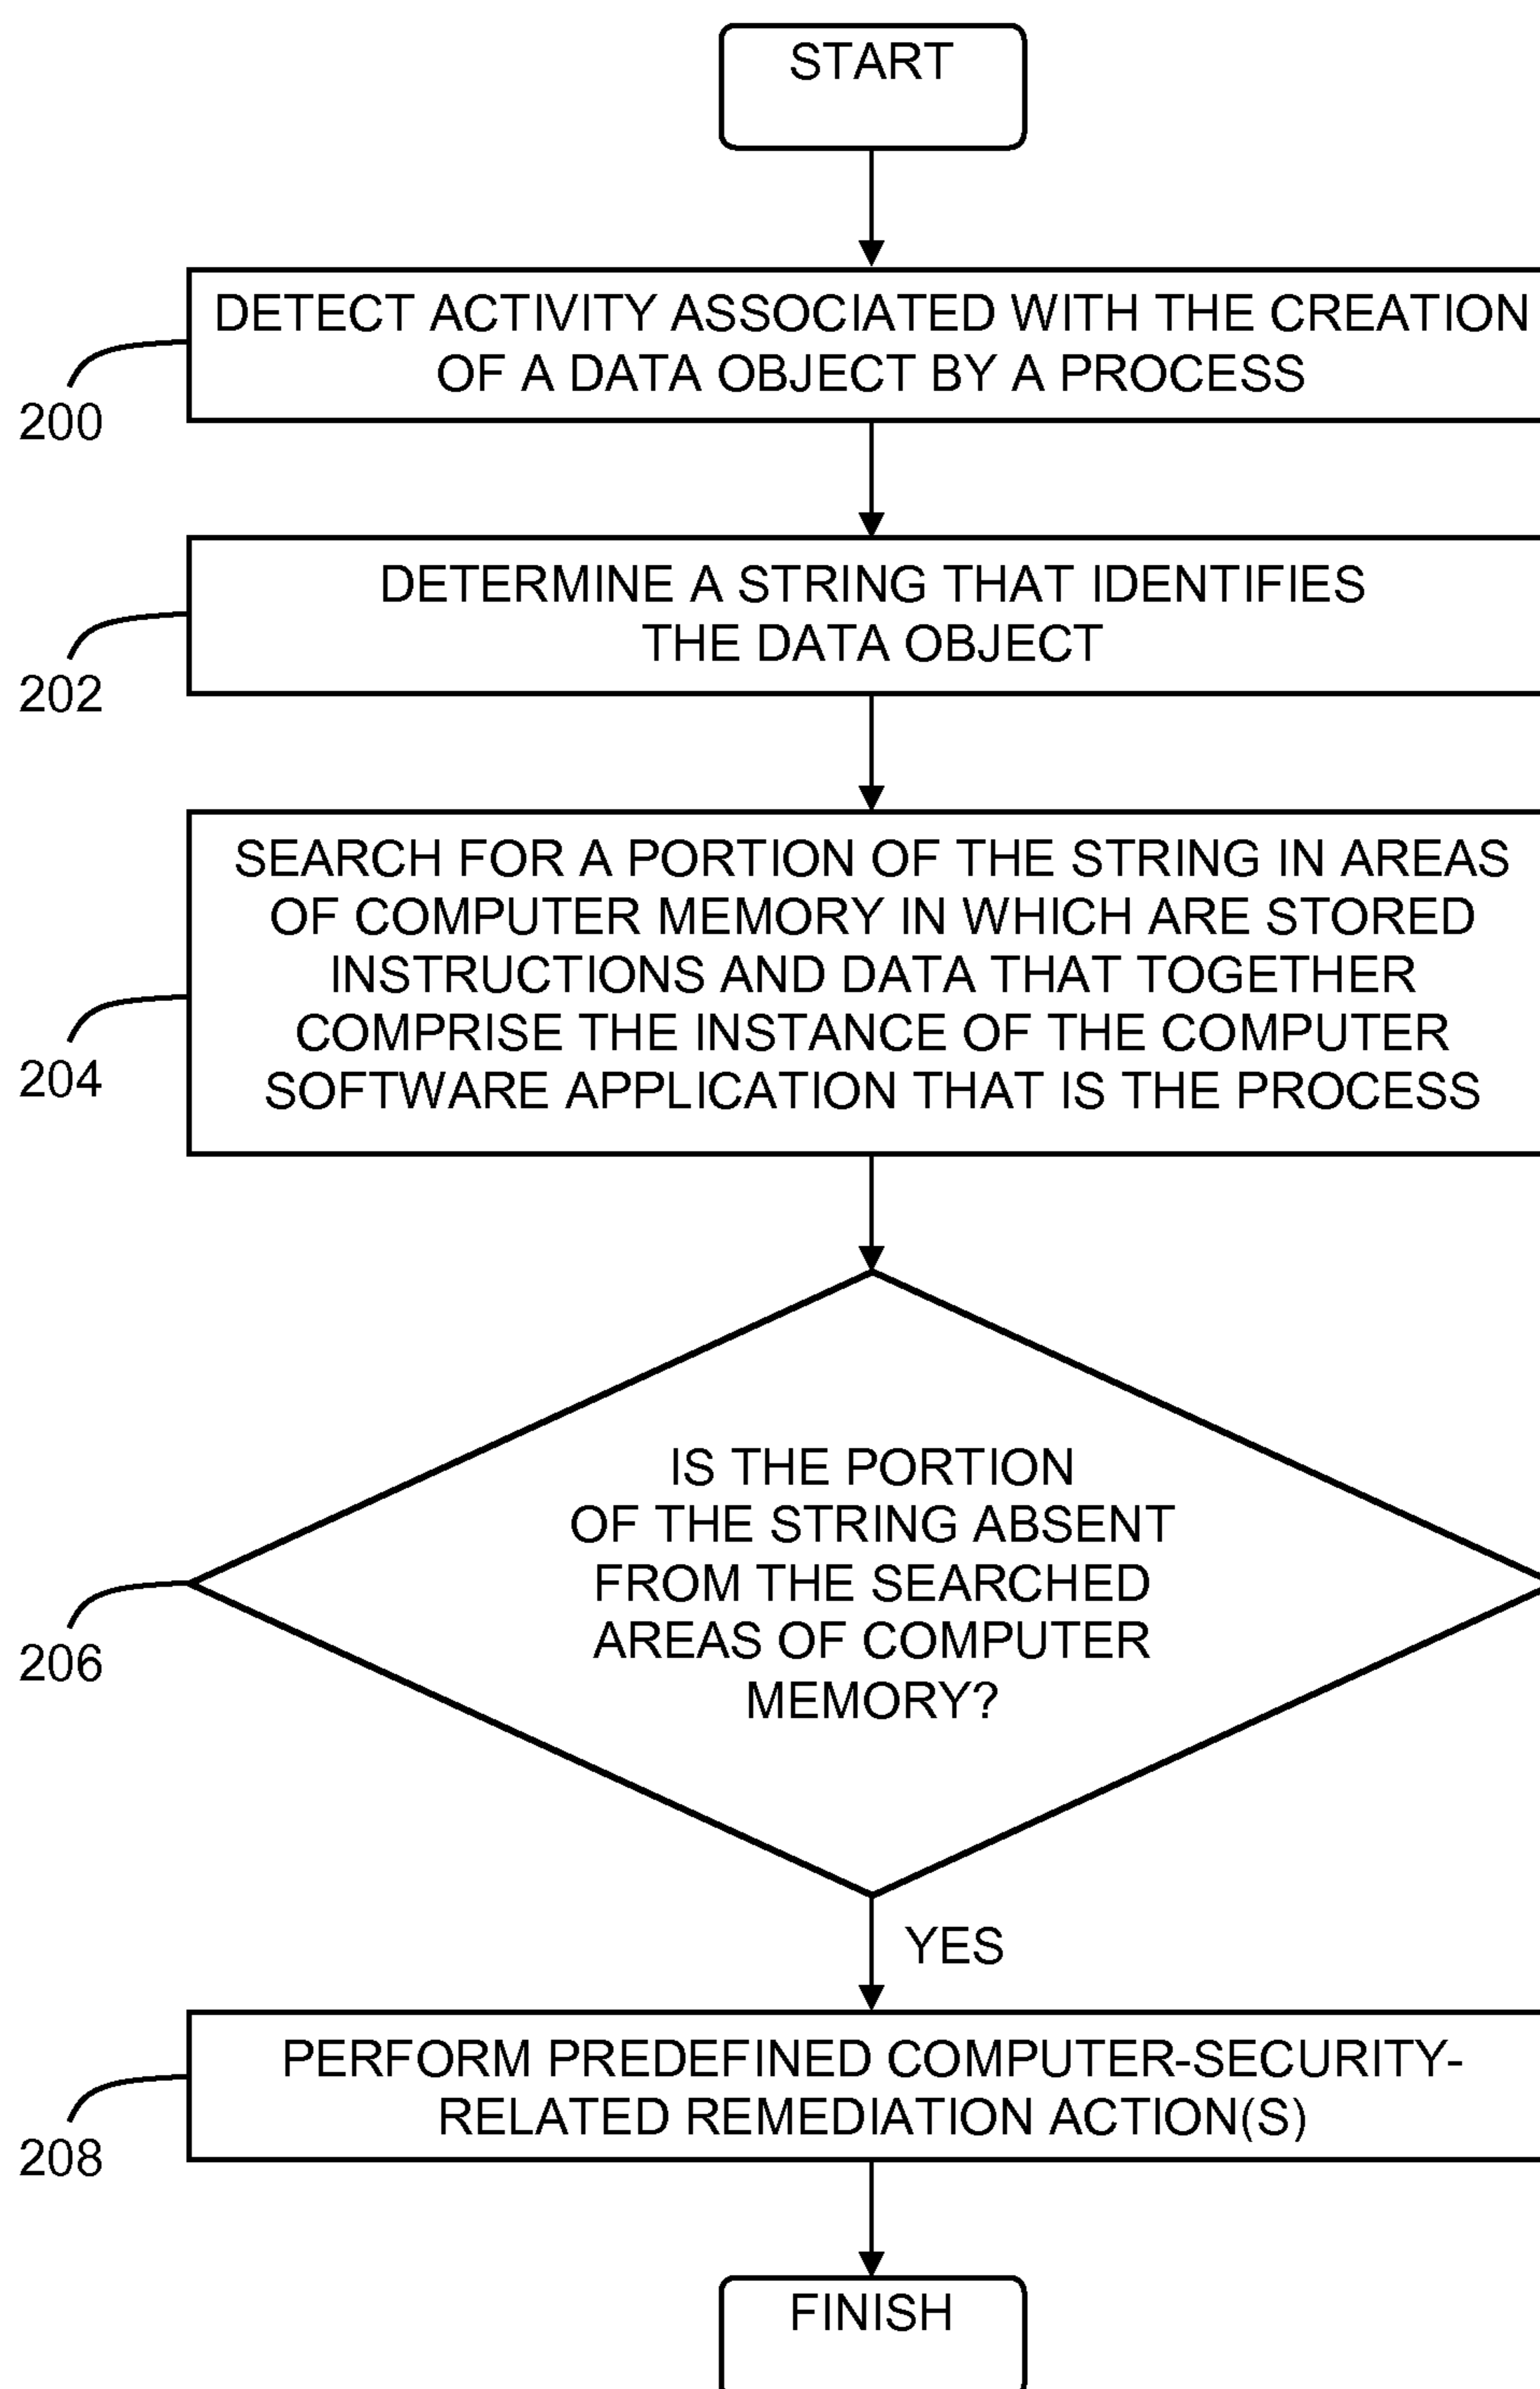 START
DETECT ACTIVITY ASSOCIATED WITH THE CREATION
OF A DATA OBJECT BY A PROCESS
200
DETERMINE A STRING THAT IDENTIFIES
THE DATA OBJECT
202
SEARCH FOR A PORTION OF THE STRING IN AREAS
OF COMPUTER MEMORY IN WHICH ARE STORED
INSTRUCTIONS AND DATA THAT TOGETHER
COMPRISE THE INSTANCE OF THE COMPUTER
SOFTWARE APPLICATION THAT IS THE PROCESS
204
IS THE PORTION
OF THE STRING ABSENT
FROM THE SEARCHED
AREAS OF COMPUTER
MEMORY?
206
YES
PERFORM PREDEFINED COMPUTER-SECURITY-
RELATED REMEDIATION ACTION(S)
208
FINISH